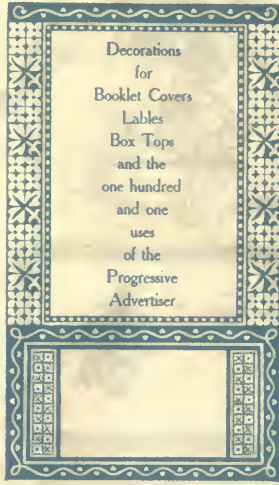 Decorations
for
Booklet Covers
Lables
Box Tops
and the
one hundred
and one
uses
of the
Progressive
Advertiser